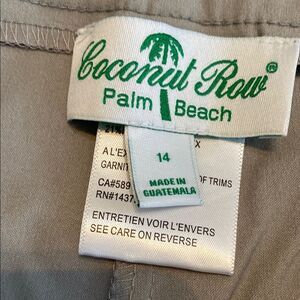 Coconut Row®
Palm Beach
X
14
A L'EX
GARNIT
OF TRIMS
MADE IN
GUATEMALA
CA#589
RN#1437
ENTRETIEN VOIR L'ENVERS
SEE CARE ON REVERSE